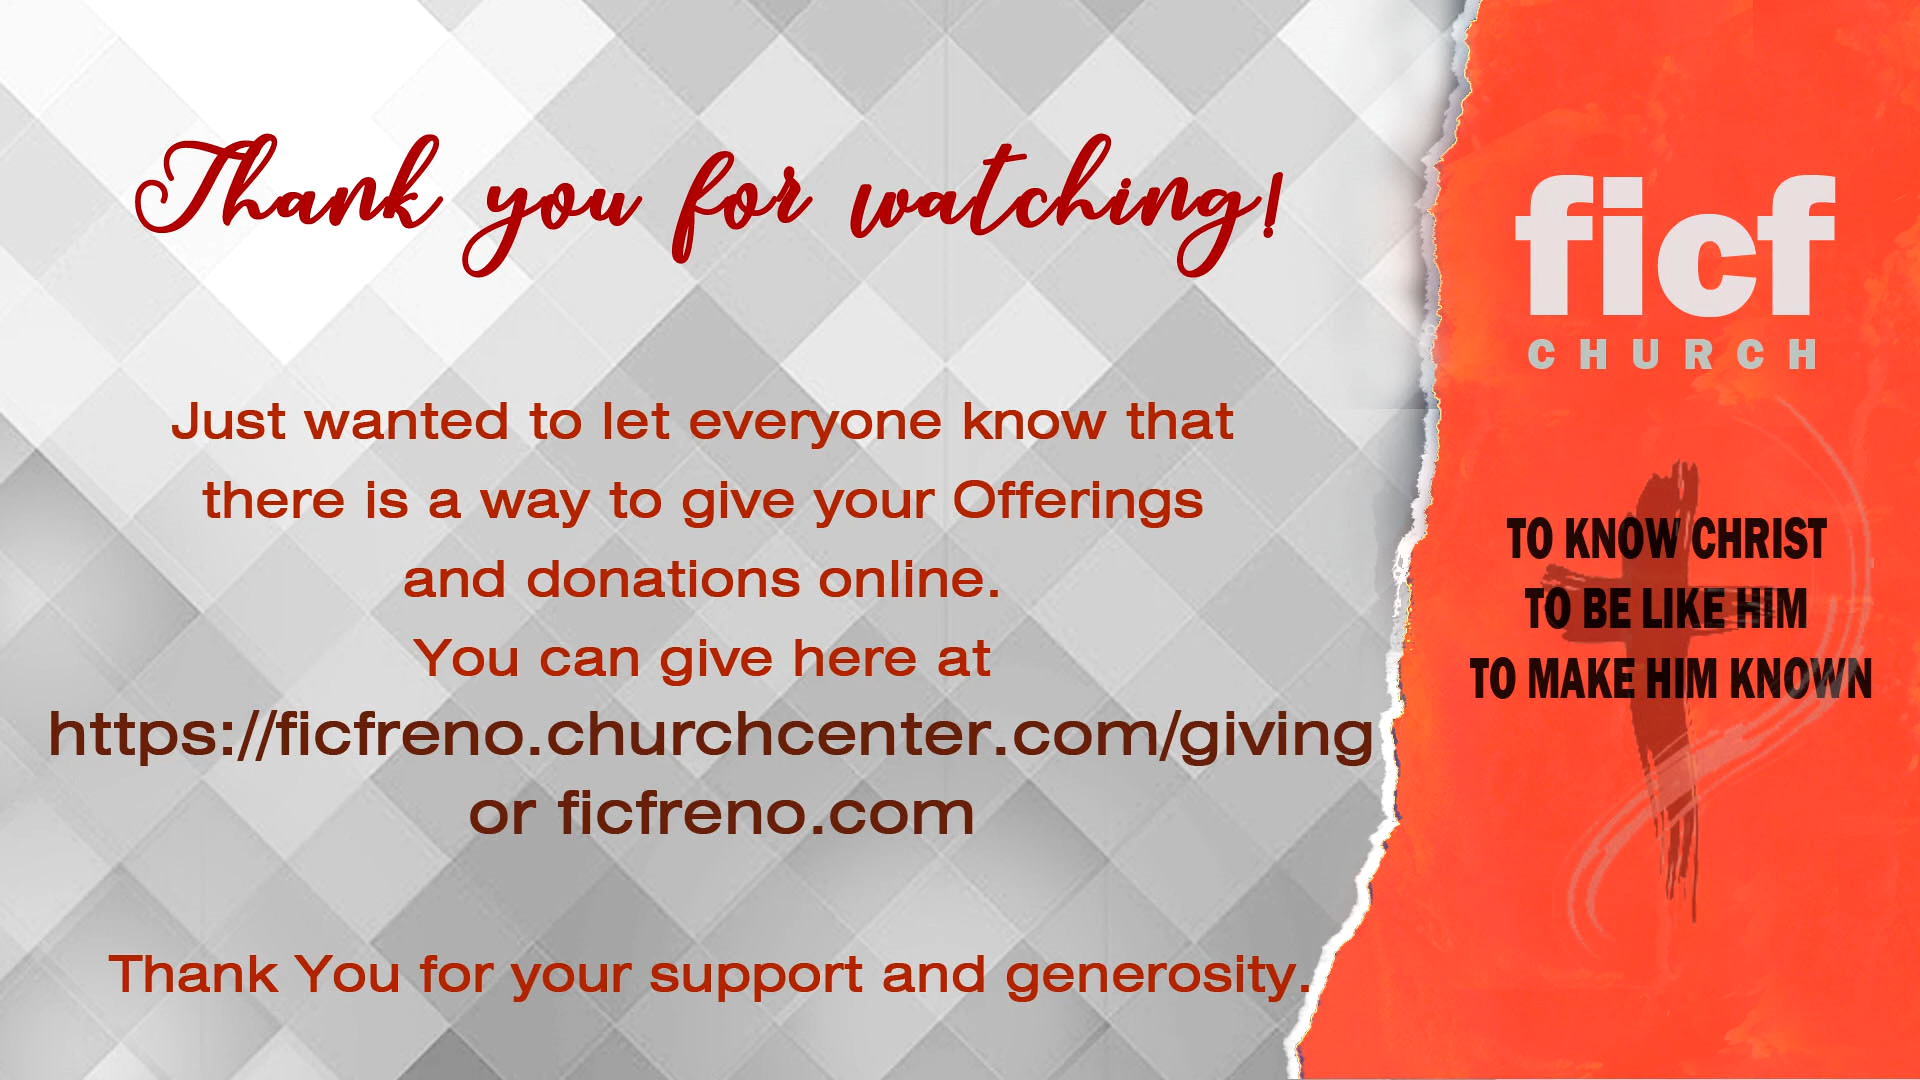 Thank you for watching!
Just wanted to let everyone know that
there is a way to give your Offerings
and donations online.
You can give here at
https://ficfreno.churchcenter.com/giving
or ficfreno.com
Thank You for your support and generosity.
ficf
CHURCH
TO KNOW CHRIST
TO BE LIKE HIM
TO MAKE HIM KNOWN